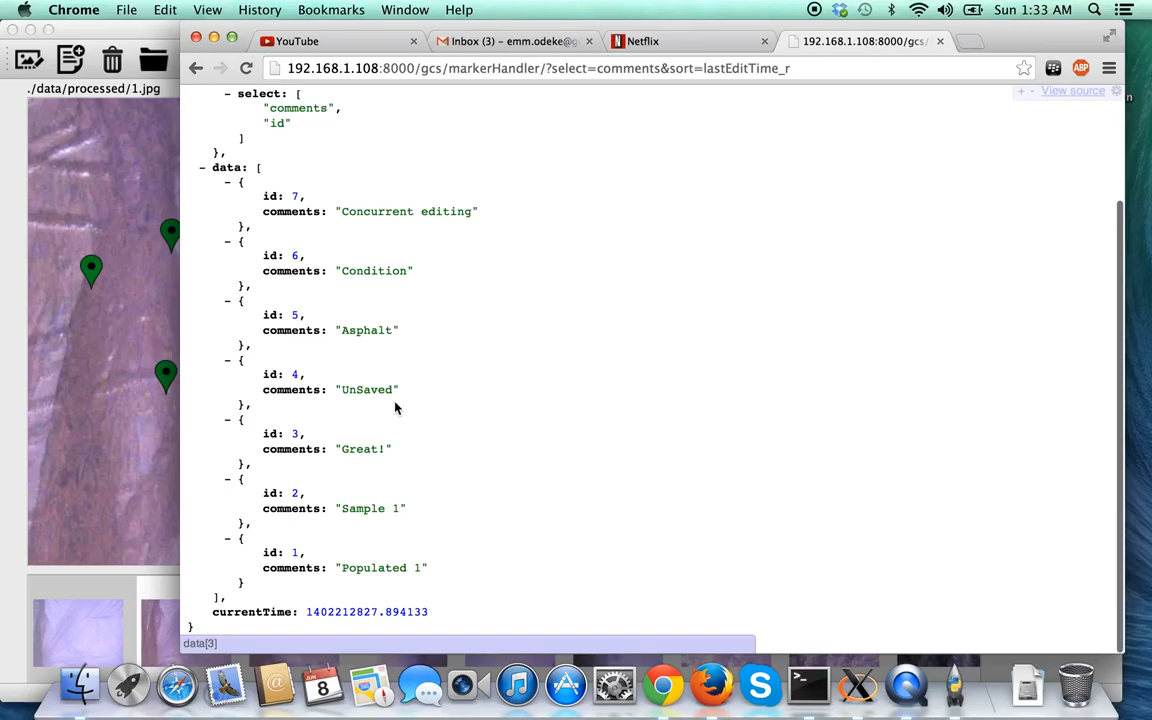 Chrome File Edit View History Bookmarks Window Help Sun 1:33 AM
YouTube Inbox (3) - emm.odeke@g Netflix 192.168.1.108:8000/gcs/
./data/processed/1.jpg
192.168.1.108:8000/gcs/markerHandler/?select=comments&sort=lastEditTime_r
+ - View source
- select: [
"comments",
"id"
]
},
- data: [
- {
id: 7,
comments: "Concurrent editing"
},
- {
id: 6,
comments: "Condition"
},
- {
id: 5,
comments: "Asphalt"
},
- {
id: 4,
comments: "UnSaved"
},
- {
id: 3,
comments: "Great!"
},
- {
id: 2,
comments: "Sample 1"
},
- {
id: 1,
comments: "Populated 1"
}
],
currentTime: 1402212827.894133
}
data[3]
ABP
8